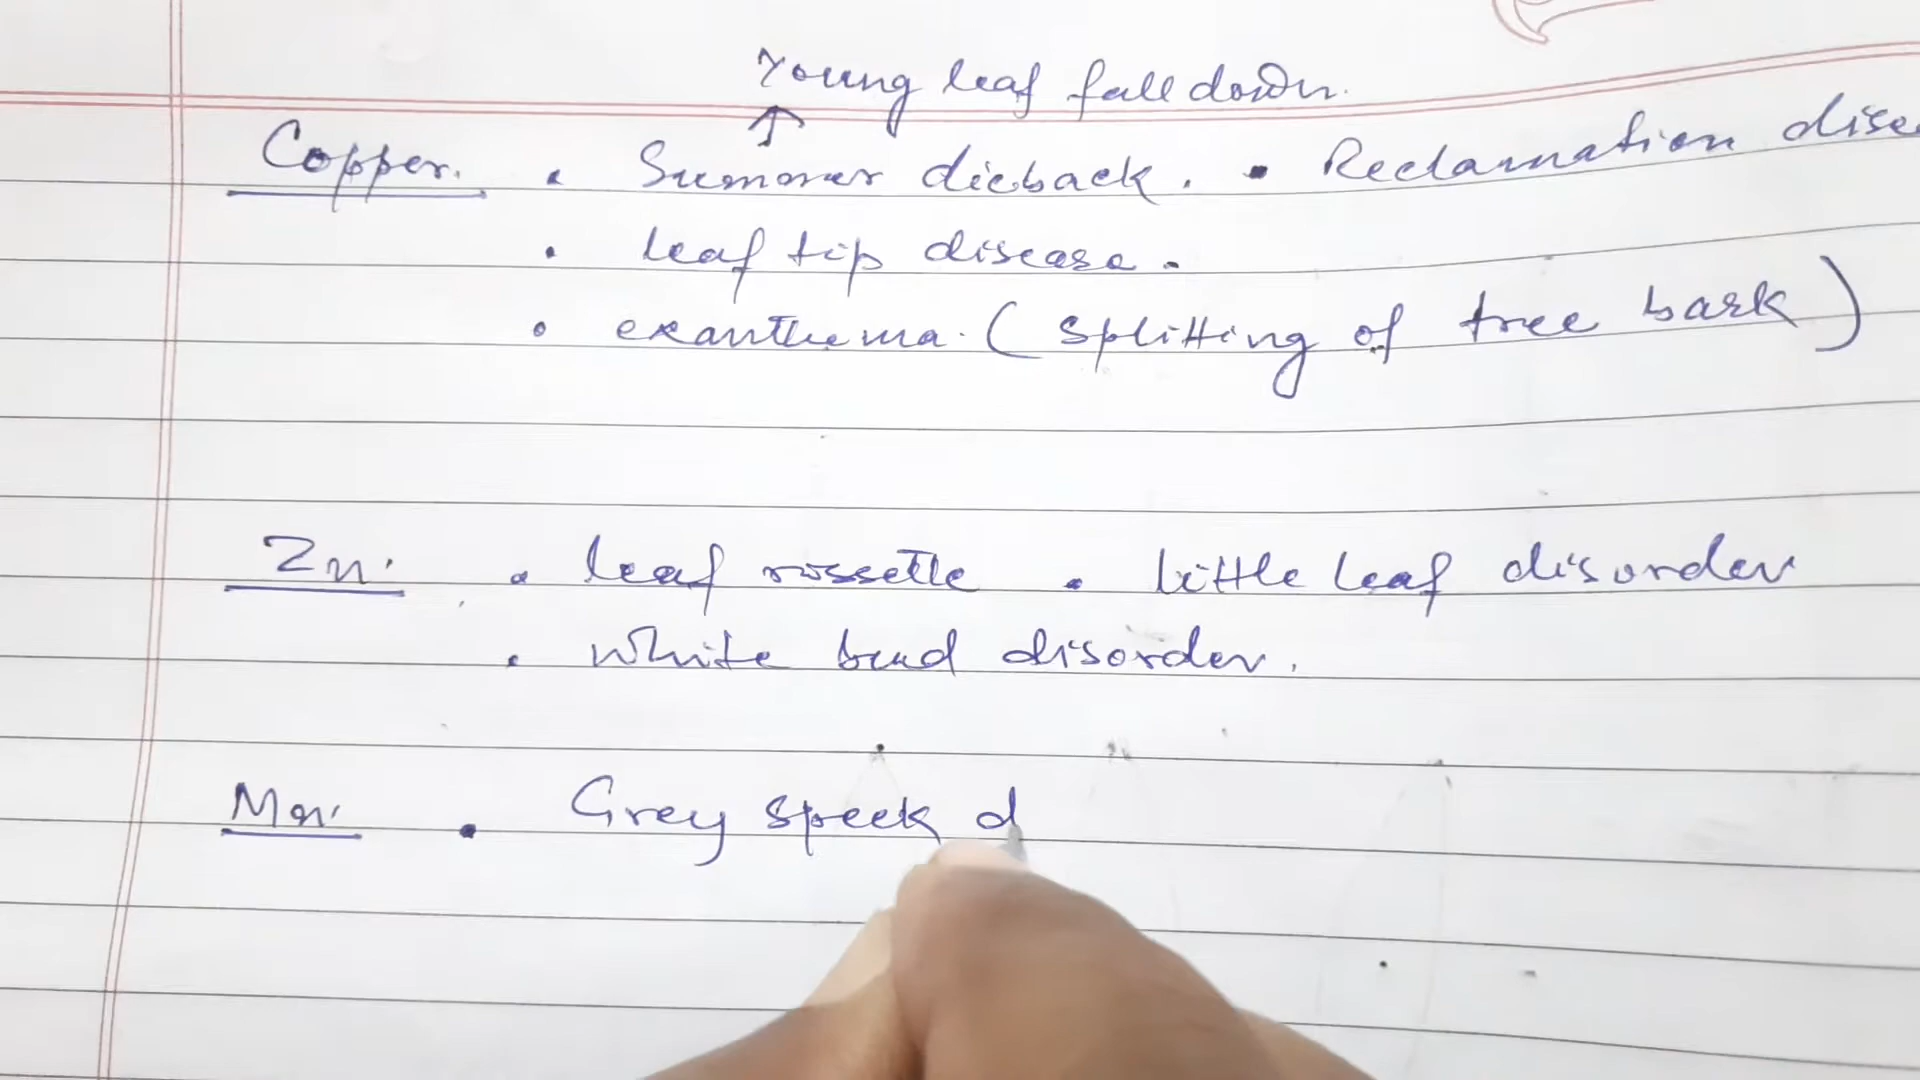 Young leaf fall down.
Copper. • Summer dieback. • Reclamation dise
• leaf tip disease.
• exanthema. ( Splitting of tree bark )
Zn. • leaf rossette • little leaf disorder
• White bud disorder.
Mn. • Grey speek d